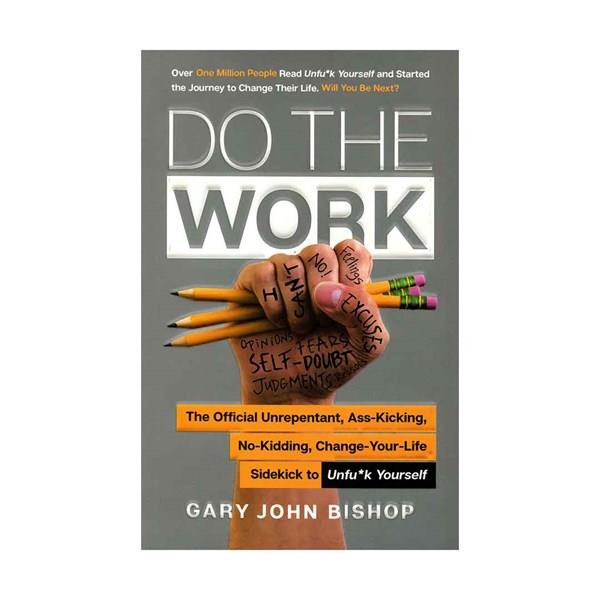 Over One Million People Read Unfu*k Yourself and Started
the Journey to Change Their Life. Will You Be Next?
DO THE
WORK
I
CAN'T
NO!
Feelings
EXCUSES
OPINIONS
FEARS
SELF-DOUBT
JUDGMENTS
The Official Unrepentant, Ass-Kicking,
No-Kidding, Change-Your-Life
Sidekick to Unfu*k Yourself
GARY JOHN BISHOP